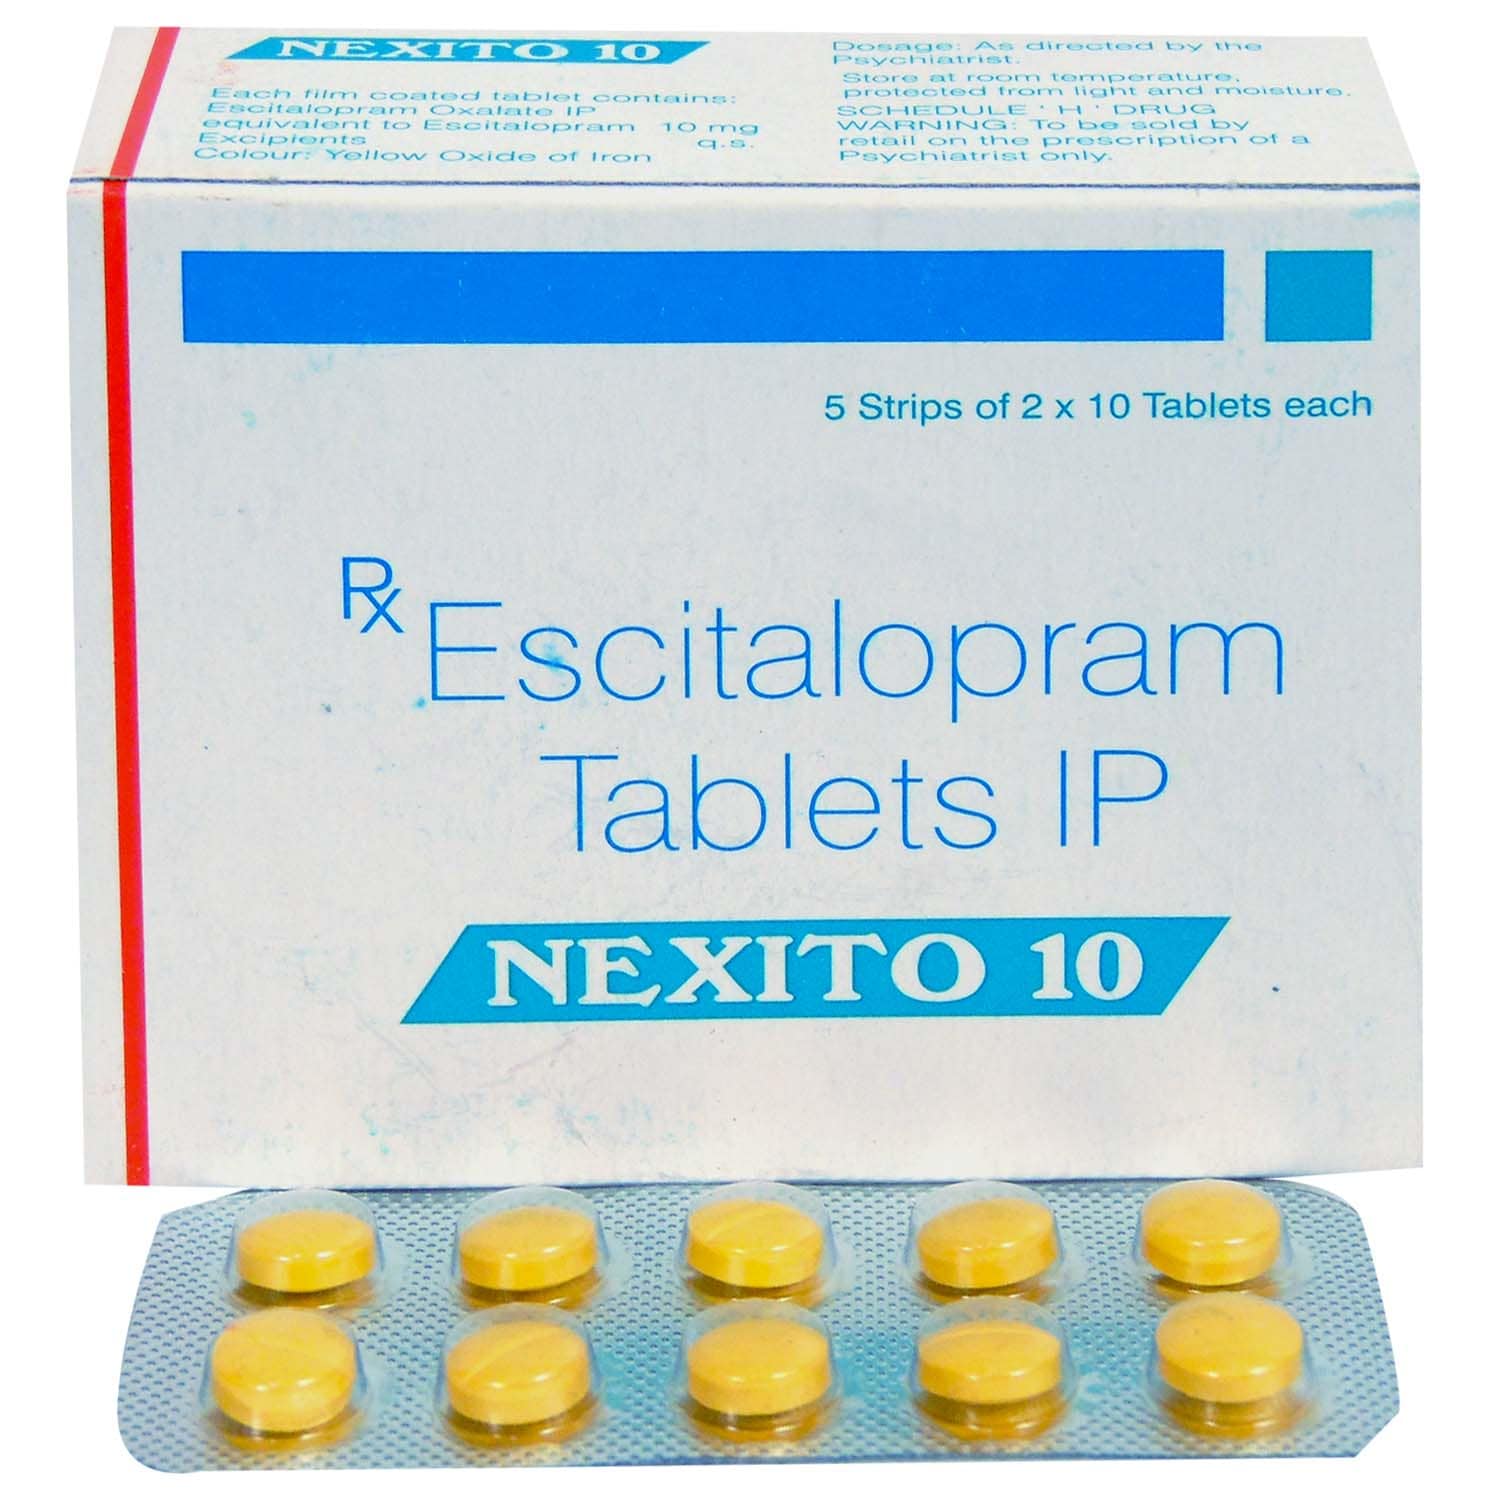 NEXITO 10
Each film coated tablet contains:
Escitalopram Oxalate IP
equivalent to Escitalopram 10 mg
Excipients q.s.
Colour: Yellow Oxide of Iron
Dosage: As directed by the
Psychiatrist.
Store at room temperature,
protected from light and moisture.
SCHEDULE ' H ' DRUG
WARNING: To be sold by
retail on the prescription of a
Psychiatrist only.
5 Strips of 2 x 10 Tablets each
Rx Escitalopram
Tablets IP
NEXITO 10